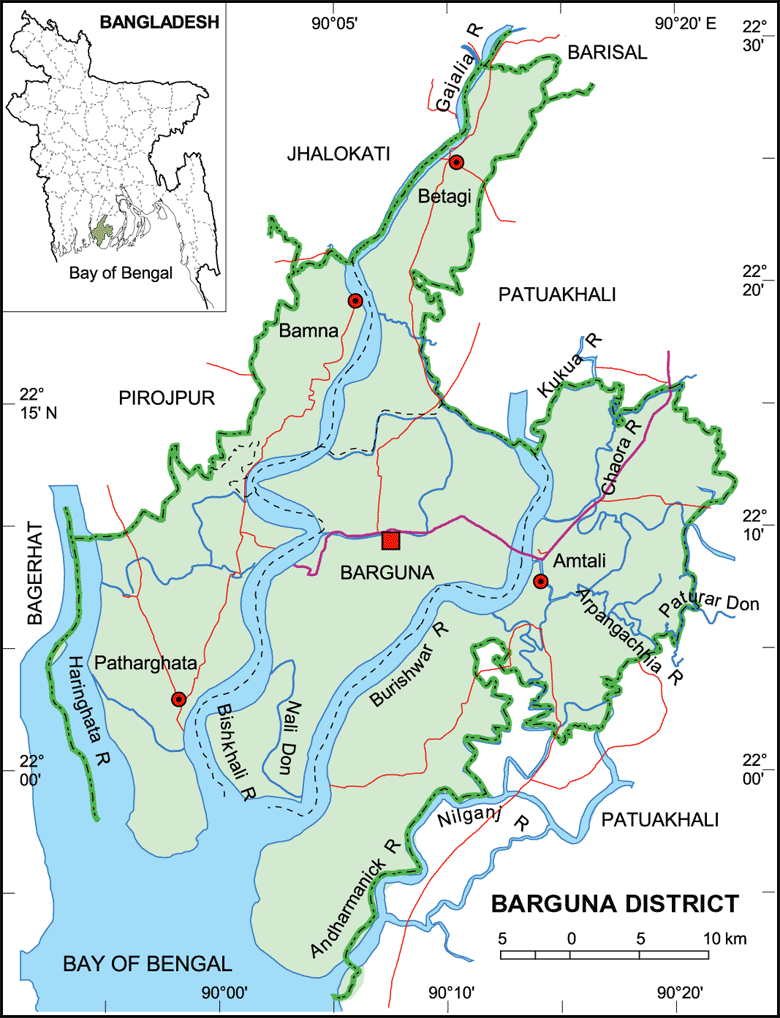 BANGLADESH
Bay of Bengal
90°05'
90°20' E
22°
30'
BARISAL
Gajalia R
JHALOKATI
Betagi
22°
20'
PATUAKHALI
Bamna
Kukua R
PIROJPUR
22°
15' N
Chaora R
22°
10'
BAGERHAT
BARGUNA
Amtali
Arpangachhia R
Paturar Don
Patharghata
Haringhata R
Burishwar R
Bishkhali R
Nali Don
22°
00'
22°
00'
Nilganj R
PATUAKHALI
Andharmanick R
BARGUNA DISTRICT
5 0 5 10 km
BAY OF BENGAL
90°00'
90°10'
90°20'